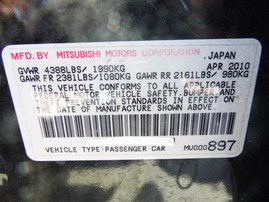 MFD. BY MITSUBISHI MOTORS CORPORATION, JAPAN
GVWR 4388LBS/1990KG APR 2010
GAWR FR 2381LBS/1080KG GAWR RR 2161LBS/980KG
THIS VEHICLE CONFORMS TO ALL APPLICABLE
FEDERAL MOTOR VEHICLE SAFETY, BUMPER, AND
THEFT PREVENTION STANDARDS IN EFFECT ON THE
DATE OF MANUFACTURE SHOWN ABOVE.
VEHICLE TYPE:PASSENGER CAR MU000897